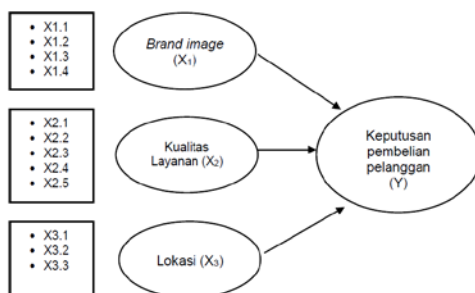 • X1.1
• X1.2
• X1.3
• X1.4
Brand image
(X₁)
• X2.1
• X2.2
• X2.3
• X2.4
• X2.5
Kualitas
Layanan (X₂)
Keputusan
pembelian
pelanggan
(Y)
• X3.1
• X3.2
• X3.3
Lokasi (X₃)